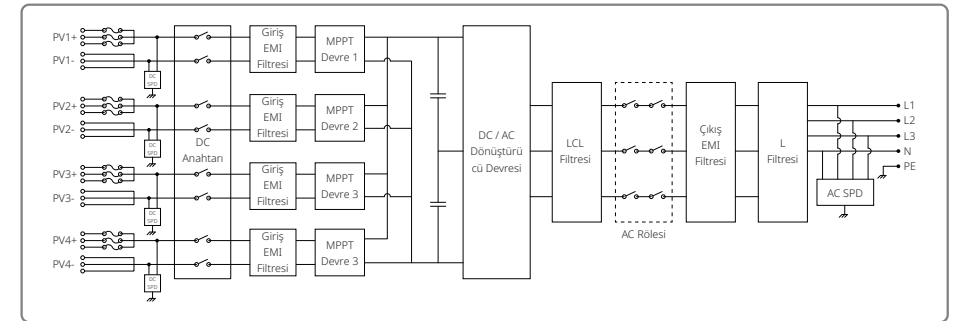 PV1+
PV1-
DC
SPD
PV2+
PV2-
DC
SPD
PV3+
PV3-
DC
SPD
PV4+
PV4-
DC
SPD
DC
Anahtarı
Giriş
EMI
Filtresi
MPPT
Devre 1
Giriş
EMI
Filtresi
MPPT
Devre 2
Giriş
EMI
Filtresi
MPPT
Devre 3
Giriş
EMI
Filtresi
MPPT
Devre 3
DC / AC
Dönüştürü
cü Devresi
LCL
Filtresi
AC Rölesi
Çıkış
EMI
Filtresi
L
Filtresi
L1
L2
L3
N
PE
AC SPD